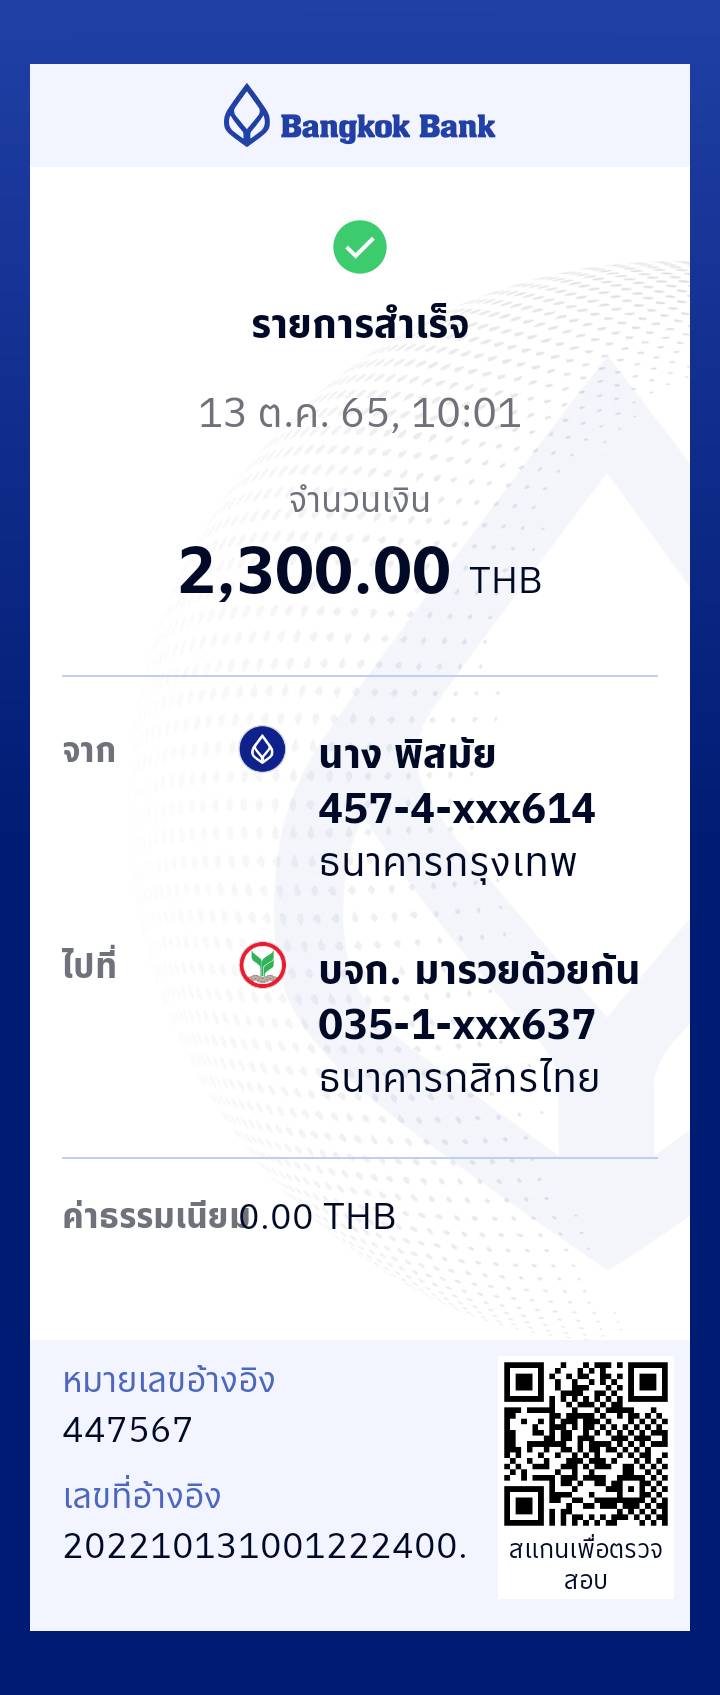 Bangkok Bank
รายการสำเร็จ
13 ต.ค. 65, 10:01
จำนวนเงิน
2,300.00 THB
จาก
นาง พิสมัย
457-4-xxx614
ธนาคารกรุงเทพ
ไปที่
บจก. มารวยด้วยกัน
035-1-xxx637
ธนาคารกสิกรไทย
ค่าธรรมเนียม 0.00 THB
หมายเลขอ้างอิง
447567
เลขที่อ้างอิง
202210131001222400.
สแกนเพื่อตรวจ
สอบ